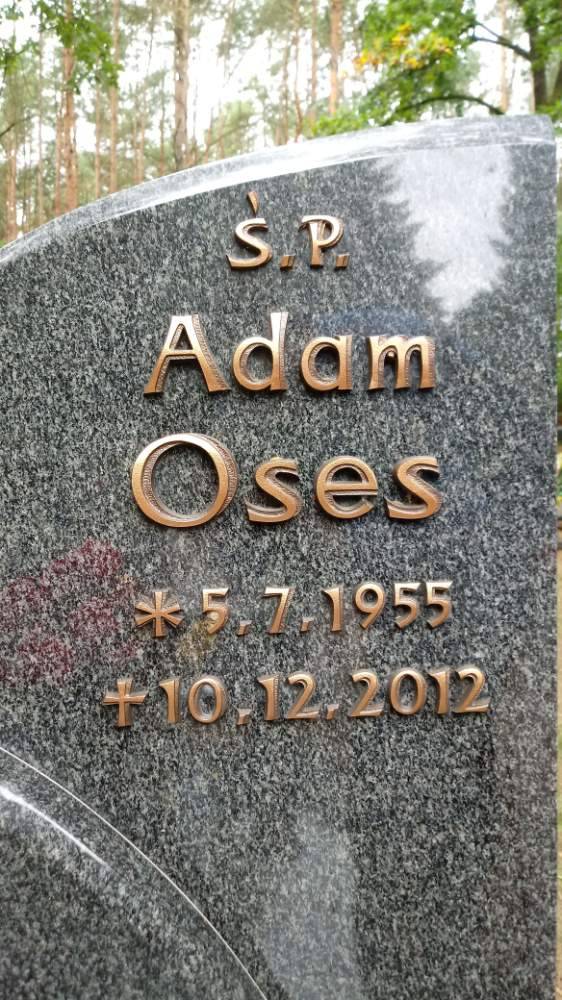 Ś.P.
Adam
Oses
* 5.7.1955
† 10.12.2012